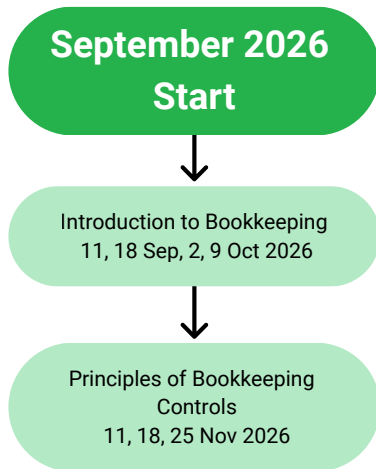 September 2026
Start
Introduction to Bookkeeping
11, 18 Sep, 2, 9 Oct 2026
Principles of Bookkeeping
Controls
11, 18, 25 Nov 2026